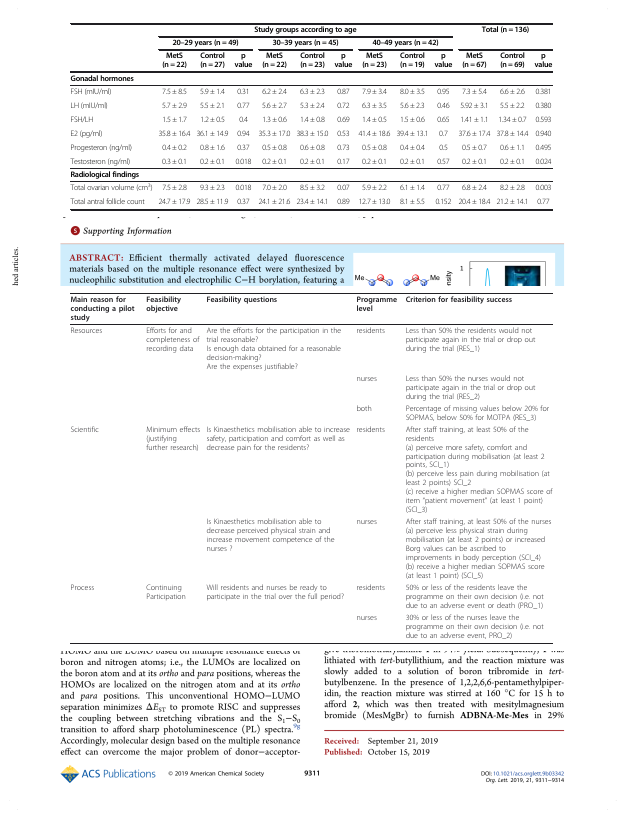 Study groups according to age Total (n = 136)
20–29 years (n = 49) 30–39 years (n = 45) 40–49 years (n = 42)
MetS (n = 22) Control (n = 27) p value MetS (n = 22) Control (n = 23) p value MetS (n = 23) Control (n = 19) p value MetS (n = 67) Control (n = 69) p value
Gonadal hormones
FSH (mIU/ml) 7.5 ± 8.5 5.9 ± 1.4 0.31 6.2 ± 2.4 6.3 ± 2.3 0.87 7.9 ± 3.4 8.0 ± 3.5 0.95 7.3 ± 5.4 6.6 ± 2.6 0.381
LH (mIU/ml) 5.7 ± 2.9 5.5 ± 2.1 0.77 5.6 ± 2.7 5.3 ± 2.4 0.72 6.3 ± 3.5 5.6 ± 2.3 0.46 5.92 ± 3.1 5.5 ± 2.2 0.380
FSH/LH 1.5 ± 1.7 1.2 ± 0.5 0.4 1.3 ± 0.6 1.4 ± 0.8 0.69 1.4 ± 0.5 1.5 ± 0.6 0.65 1.41 ± 1.1 1.34 ± 0.7 0.593
E2 (pg/ml) 35.8 ± 16.4 36.1 ± 14.9 0.94 35.3 ± 17.0 38.3 ± 15.0 0.53 41.4 ± 18.6 39.4 ± 13.1 0.7 37.6 ± 17.4 37.8 ± 14.4 0.940
Progesteron (ng/ml) 0.4 ± 0.2 0.8 ± 1.6 0.37 0.5 ± 0.8 0.6 ± 0.8 0.73 0.5 ± 0.8 0.4 ± 0.4 0.5 0.5 ± 0.7 0.6 ± 1.1 0.495
Testosteron (ng/ml) 0.3 ± 0.1 0.2 ± 0.1 0.018 0.2 ± 0.1 0.2 ± 0.1 0.17 0.2 ± 0.1 0.2 ± 0.1 0.57 0.2 ± 0.1 0.2 ± 0.1 0.024
Radiological findings
Total ovarian volume (cm³) 7.5 ± 2.8 9.3 ± 2.3 0.018 7.0 ± 2.0 8.5 ± 3.2 0.07 5.9 ± 2.2 6.1 ± 1.4 0.77 6.8 ± 2.4 8.2 ± 2.8 0.003
Total antral follicle count 24.7 ± 17.9 28.5 ± 11.9 0.37 24.1 ± 21.6 23.4 ± 14.1 0.89 12.7 ± 13.0 8.1 ± 5.5 0.152 20.4 ± 18.4 21.2 ± 14.1 0.77
S Supporting Information
hed articles.
ABSTRACT: Efficient thermally activated delayed fluorescence
materials based on the multiple resonance effect were synthesized by
nucleophilic substitution and electrophilic C−H borylation, featuring a
Me Me
nsity
1
Main reason for conducting a pilot study Feasibility objective Feasibility questions Programme level Criterion for feasibility success
Resources Efforts for and completeness of recording data
Are the efforts for the participation in the
trial reasonable?
Is enough data obtained for a reasonable
decision-making?
Are the expenses justifiable?
residents Less than 50% the residents would not
participate again in the trial or drop out
during the trial (RES_1)
nurses Less than 50% the nurses would not
participate again in the trial or drop out
during the trial (RES_2)
both Percentage of missing values below 20% for
SOPMAS, below 50% for MOTPA (RES_3)
Scientific Minimum effects (justifying further research)
Is Kinaesthetics mobilisation able to increase
safety, participation and comfort as well as
decrease pain for the residents?
residents After staff training, at least 50% of the
residents
(a) perceive more safety, comfort and
participation during mobilisation (at least 2
points, SCI_1)
(b) perceive less pain during mobilisation (at
least 2 points) SCI_2
(c) receive a higher median SOPMAS score of
item "patient movement" (at least 1 point)
(SCI_3)
Is Kinaesthetics mobilisation able to
decrease perceived physical strain and
increase movement competence of the
nurses ?
nurses After staff training, at least 50% of the nurses
(a) perceive less physical strain during
mobilisation (at least 2 points) or increased
Borg values can be ascribed to
improvements in body perception (SCI_4)
(b) receive a higher median SOPMAS score
(at least 1 point) (SCI_5)
Process Continuing Participation
Will residents and nurses be ready to
participate in the trial over the full period?
residents 50% or less of the residents leave the
programme on their own decision (i.e. not
due to an adverse event or death (PRO_1)
nurses 30% or less of the nurses leave the
programme on their own decision (i.e. not
due to an adverse event, PRO_2)
HOMO and the LUMO based on multiple resonance effects of
boron and nitrogen atoms; i.e., the LUMOs are localized on
the boron atom and at its ortho and para positions, whereas the
HOMOs are localized on the nitrogen atom and at its ortho
and para positions. This unconventional HOMO−LUMO
separation minimizes ΔEST to promote RISC and suppresses
the coupling between stretching vibrations and the S1−S0
transition to afford sharp photoluminescence (PL) spectra.9g
Accordingly, molecular design based on the multiple resonance
effect can overcome the major problem of donor−acceptor-
lithiated with tert-butyllithium, and the reaction mixture was
slowly added to a solution of boron tribromide in tert-
butylbenzene. In the presence of 1,2,2,6,6-pentamethylpiper-
idin, the reaction mixture was stirred at 160 °C for 15 h to
afford 2, which was then treated with mesitylmagnesium
bromide (MesMgBr) to furnish ADBNA-Me-Mes in 29%
Received: September 21, 2019
Published: October 15, 2019
ACS Publications © 2019 American Chemical Society 9311 DOI: 10.1021/acs.orglett.9b03342
Org. Lett. 2019, 21, 9311−9314